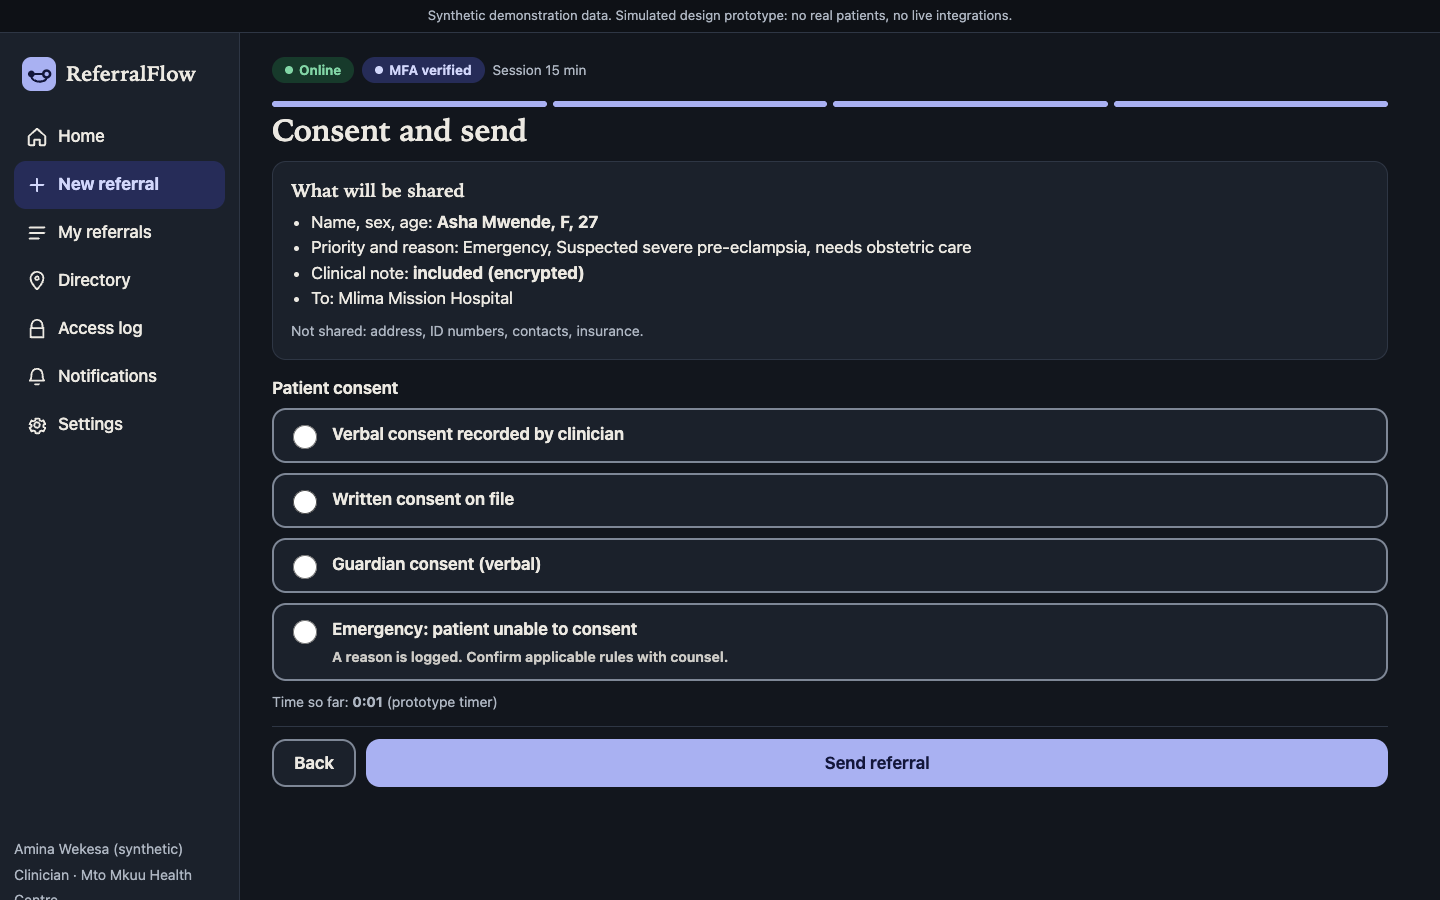 Synthetic demonstration data. Simulated design prototype: no real patients, no live integrations.
ReferralFlow
Home
New referral
My referrals
Directory
Access log
Notifications
Settings
Amina Wekesa (synthetic)
Clinician · Mto Mkuu Health
Centre
Online
MFA verified
Session 15 min
Consent and send
What will be shared
• Name, sex, age: Asha Mwende, F, 27
• Priority and reason: Emergency, Suspected severe pre-eclampsia, needs obstetric care
• Clinical note: included (encrypted)
• To: Mlima Mission Hospital
Not shared: address, ID numbers, contacts, insurance.
Patient consent
Verbal consent recorded by clinician
Written consent on file
Guardian consent (verbal)
Emergency: patient unable to consent
A reason is logged. Confirm applicable rules with counsel.
Time so far: 0:01 (prototype timer)
Back
Send referral